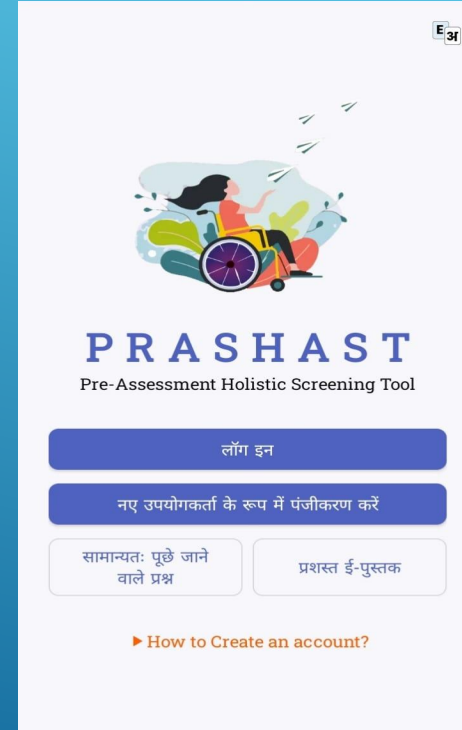 E अ
PRASHAST
Pre-Assessment Holistic Screening Tool
लॉग इन
नए उपयोगकर्ता के रूप में पंजीकरण करें
सामान्यतः पूछे जाने
वाले प्रश्न
प्रशस्त ई-पुस्तक
How to Create an account?